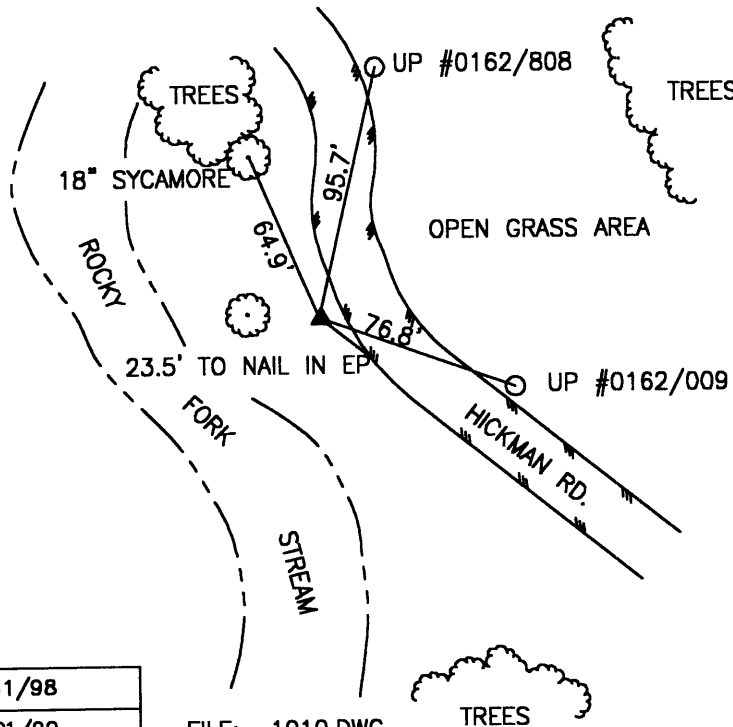 UP #0162/808
TREES
TREES
95.7'
18" SYCAMORE
64.9'
OPEN GRASS AREA
ROCKY
76.8'
23.5' TO NAIL IN EP
UP #0162/009
FORK
HICKMAN RD.
STREAM
1/98
TREES